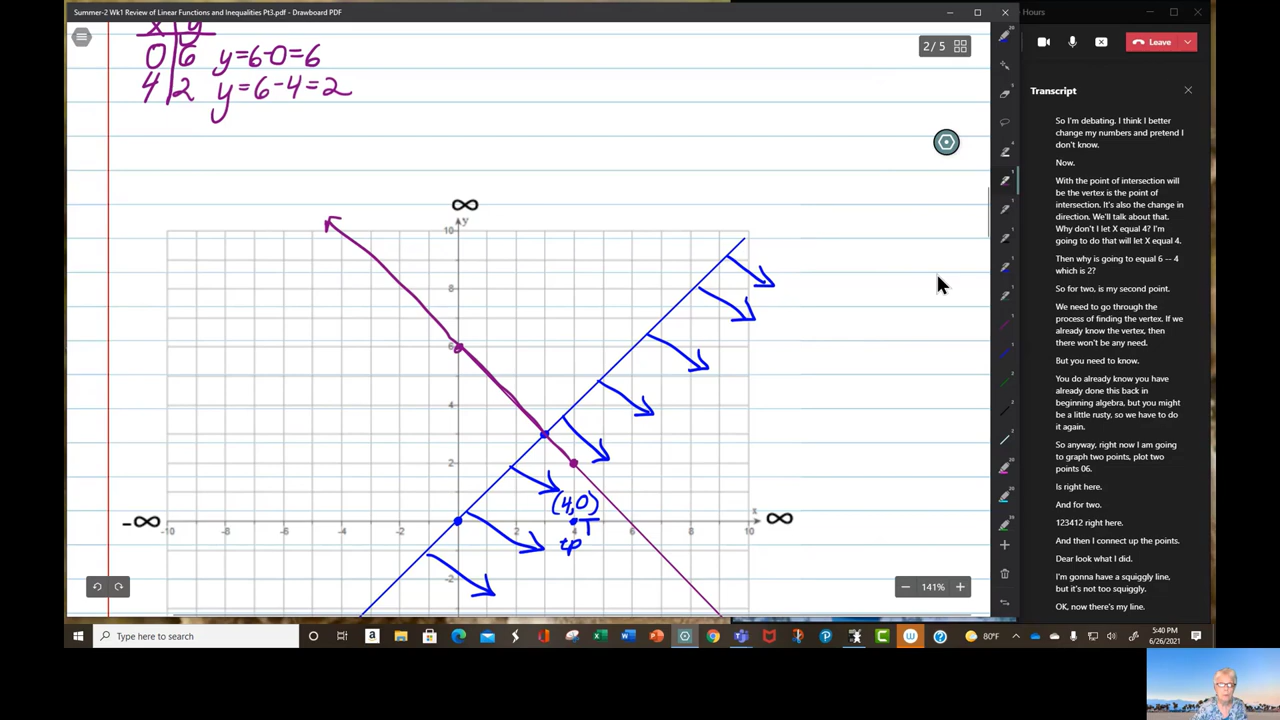 Summer-2 Wk1 Review of Linear Functions and Inequalities Pt3.pdf - Drawboard PDF
Hours
Leave
2/5
x y
0 6 y=6-0=6
4 2 y=6-4=2
Transcript
So I'm debating. I think I better
change my numbers and pretend I
don't know.
Now.
With the point of intersection will
be the vertex is the point of
intersection. It's also the change in
direction. We'll talk about that.
Why don't I let X equal 4? I'm
going to do that will let X equal 4.
Then why is going to equal 6 -- 4
which is 2?
So for two, is my second point.
We need to go through the
process of finding the vertex. If we
already know the vertex, then
there won't be any need.
But you need to know.
You do already know you have
already done this back in
beginning algebra, but you might
be a little rusty, so we have to do
it again.
So anyway, right now I am going
to graph two points, plot two
points 06.
Is right here.
And for two.
123412 right here.
And then I connect up the points.
Dear look what I did.
I'm gonna have a squiggly line,
but it's not too squiggly.
OK, now there's my line.
∞
y
10
8
6
4
2
(4,0)
T
tp
-∞
-10 -8 -6 -4 -2 2 4 6 8 10
x
∞
-2
141%
Type here to search
80°F
5:40 PM
6/26/2021